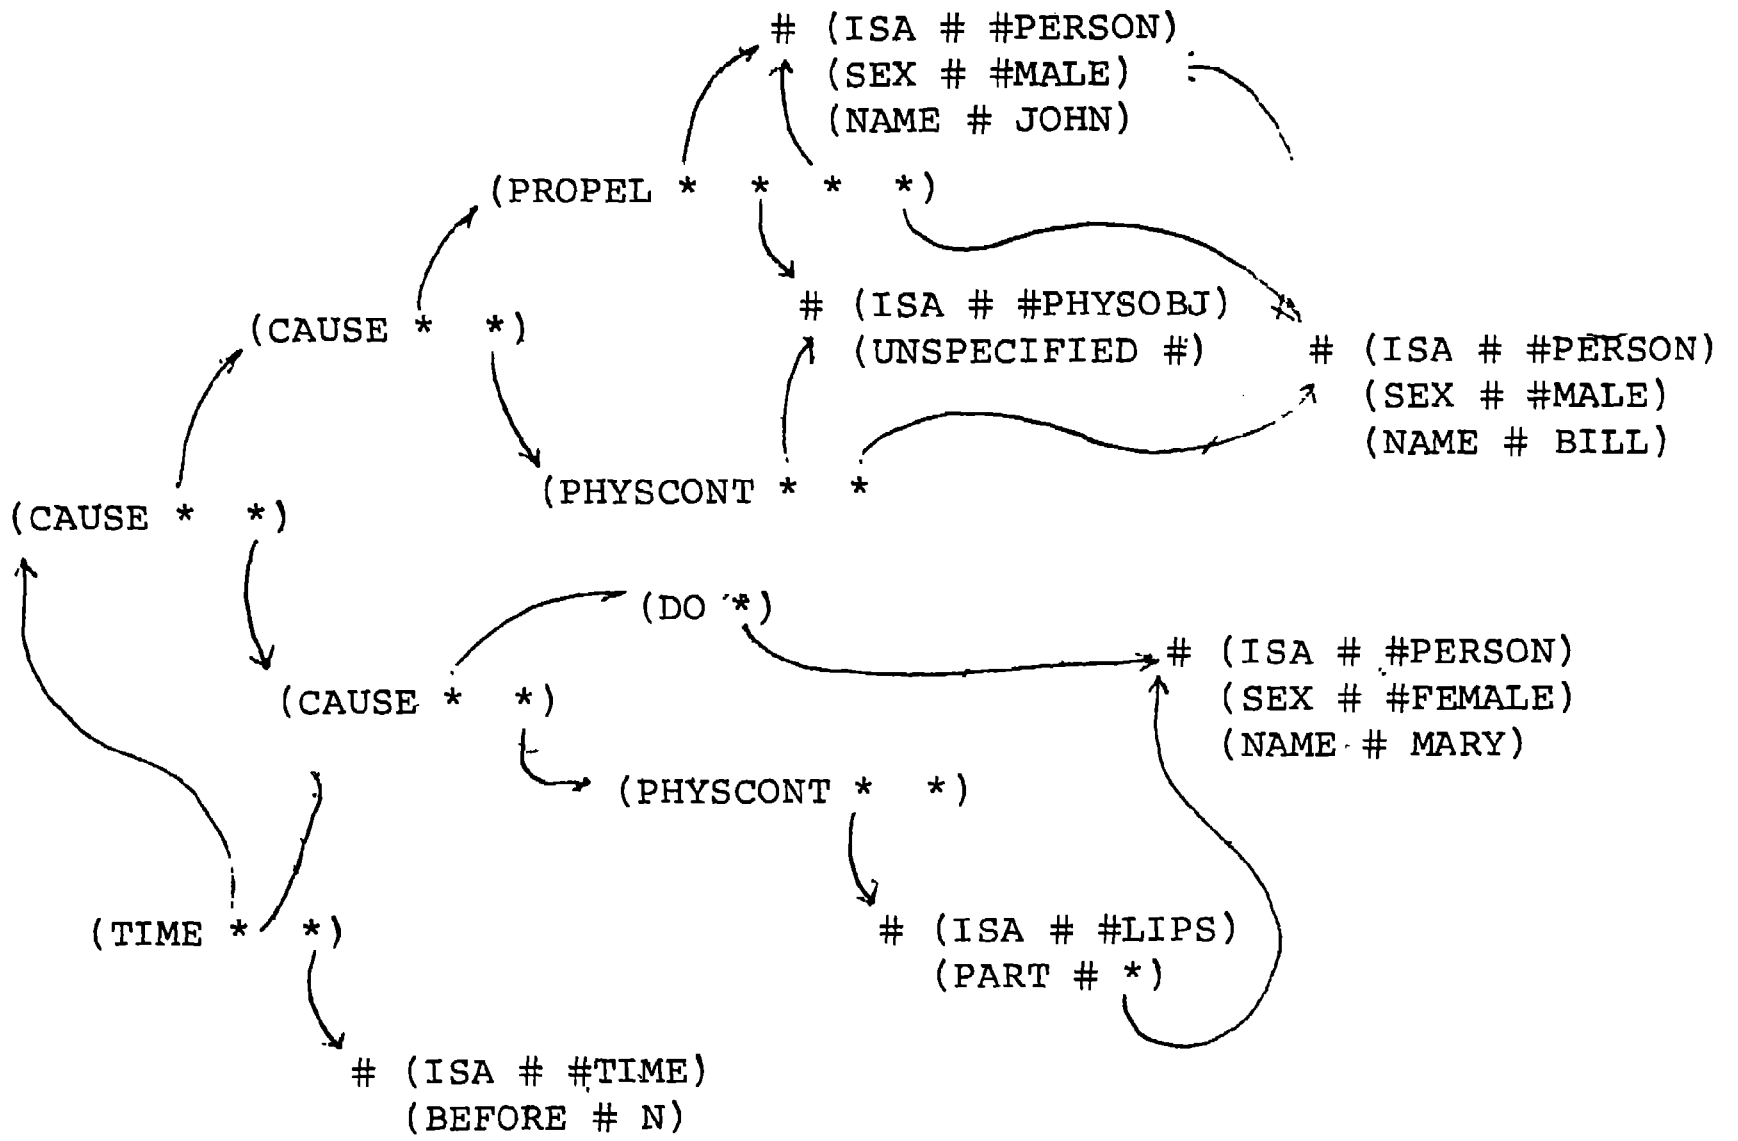 # (ISA # #PERSON)
(SEX # #MALE)
(NAME # JOHN)
(PROPEL * * * *)
# (ISA # #PHYSOBJ)
(UNSPECIFIED #)
(CAUSE * *)
# (ISA # #PERSON)
(SEX # #MALE)
(NAME # BILL)
(PHYSCONT * *
(CAUSE * *)
(DO *)
# (ISA # #PERSON)
(SEX # #FEMALE)
(NAME # MARY)
(CAUSE * *)
(PHYSCONT * *)
(TIME * *)
# (ISA # #LIPS)
(PART # *)
# (ISA # #TIME)
(BEFORE # N)